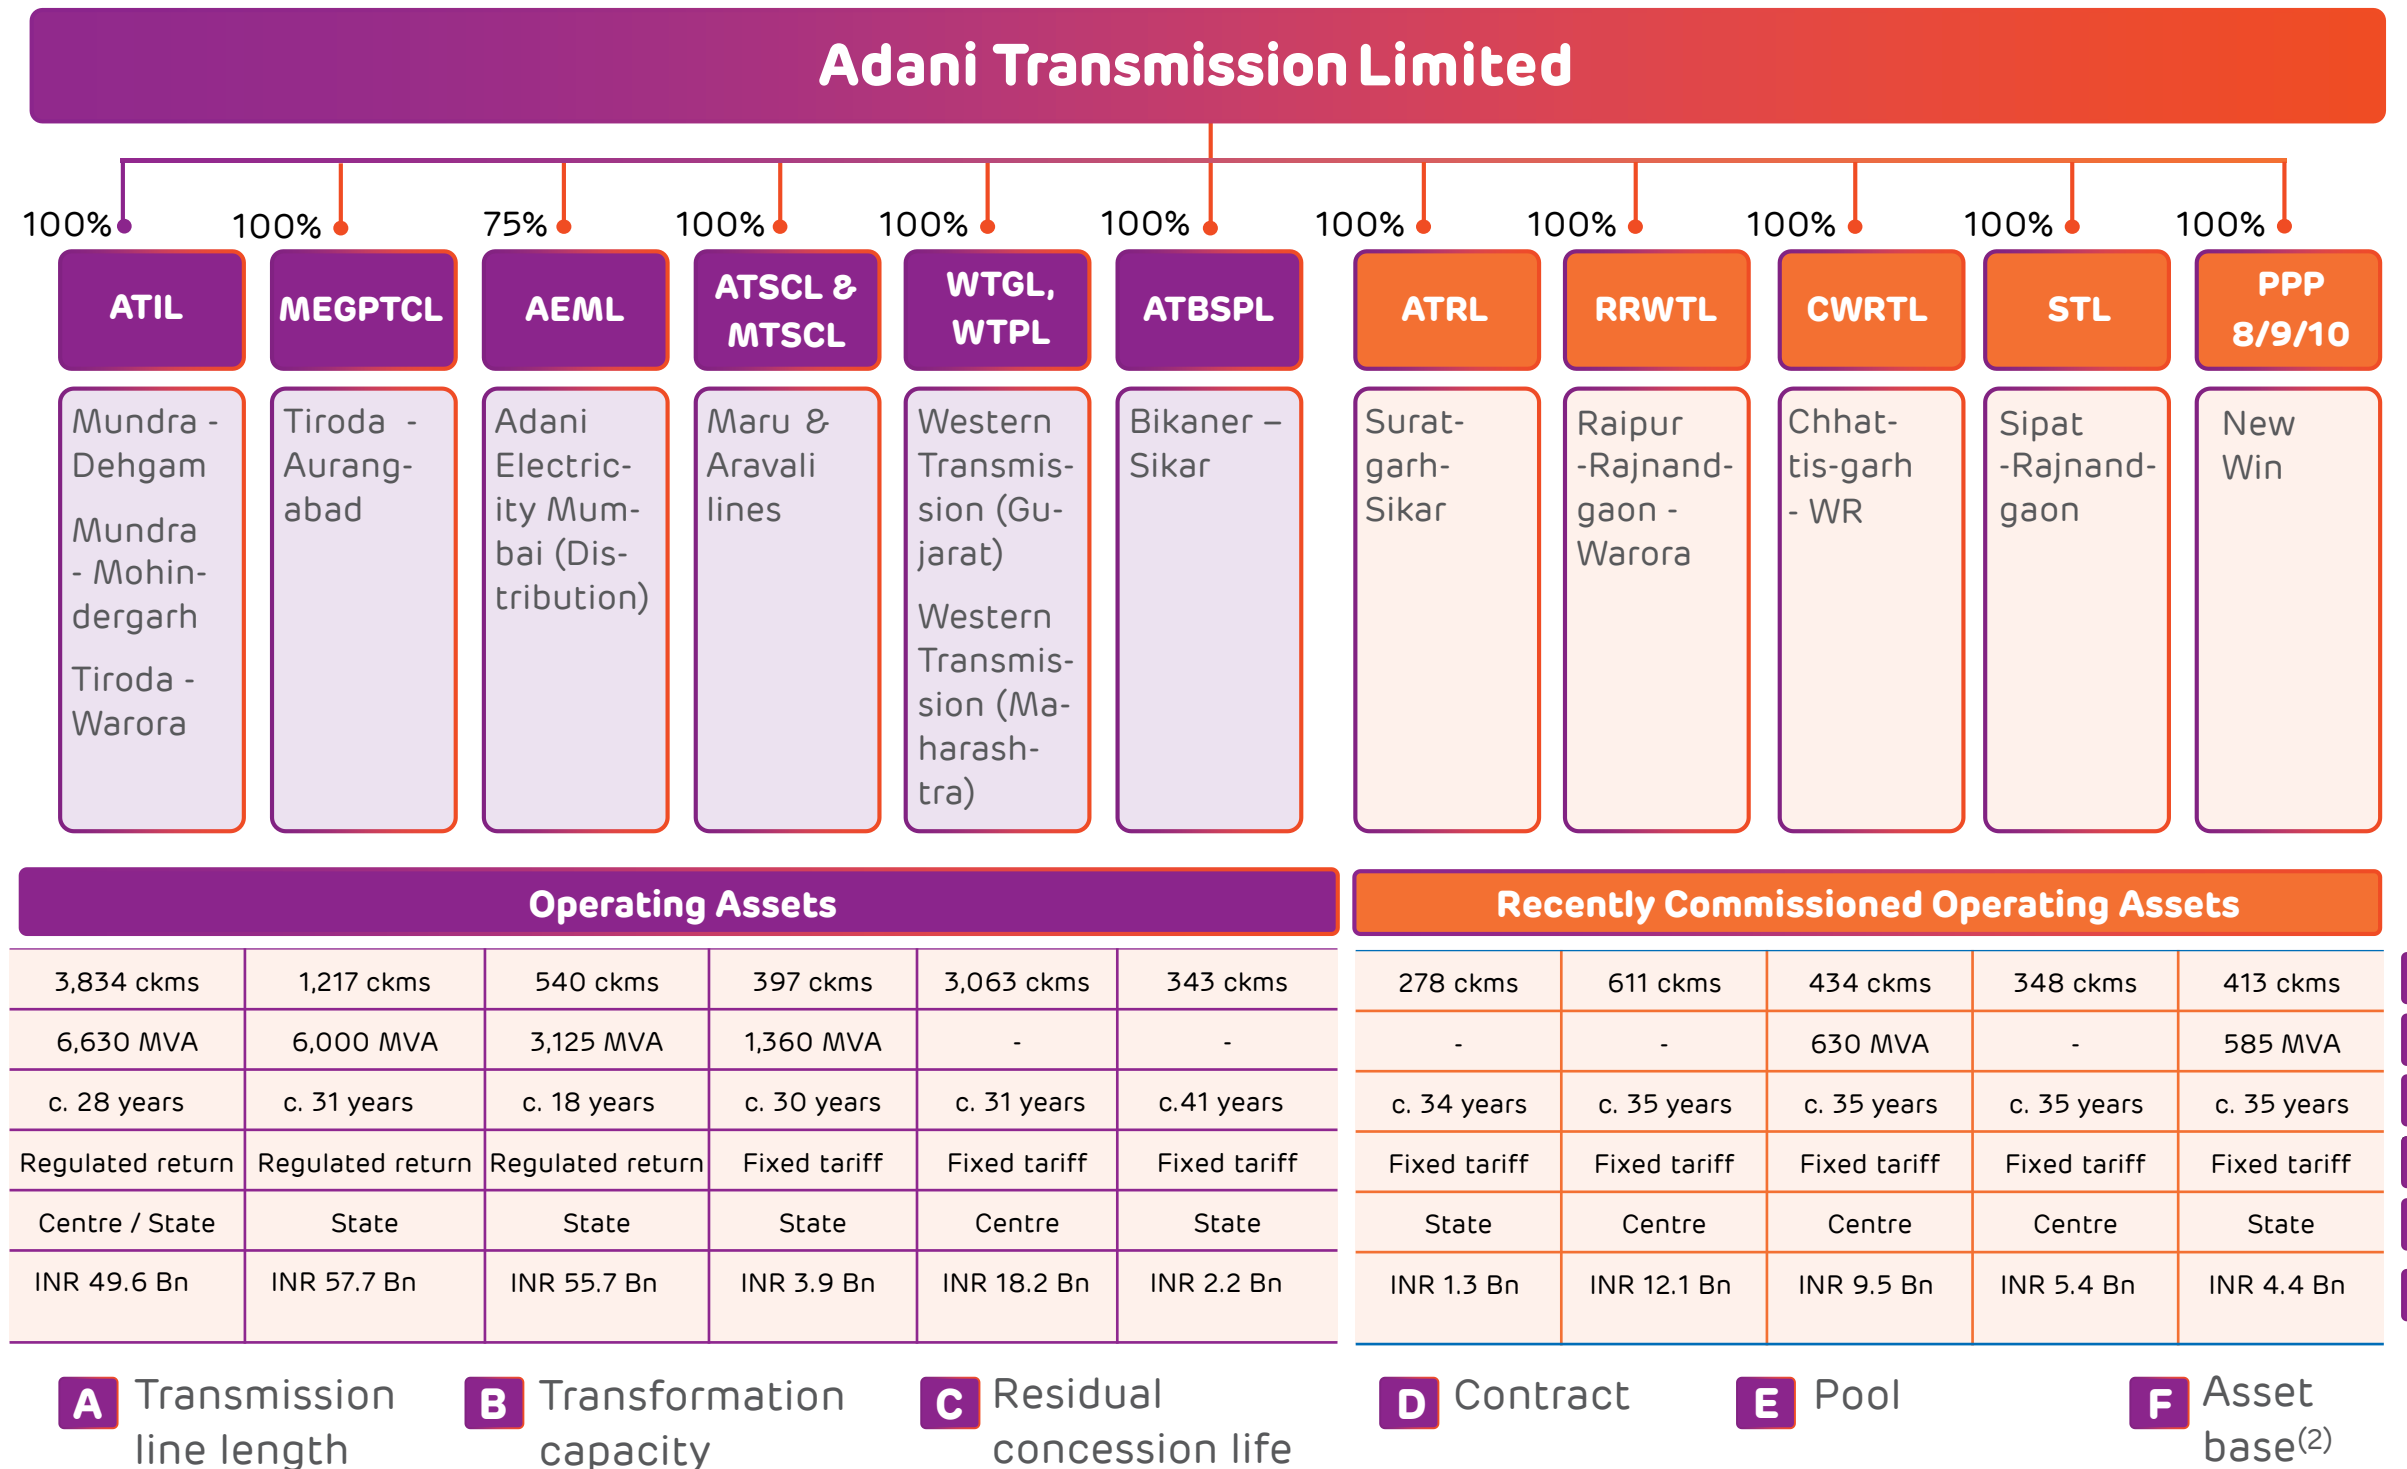 Adani Transmission Limited
100% 100% 75% 100% 100% 100% 100% 100% 100% 100% 100%
ATIL
MEGPTCL
AEML
ATSCL &
MTSCL
WTGL,
WTPL
ATBSPL
ATRL
RRWTL
CWRTL
STL
PPP
8/9/10
Mundra -
Dehgam
Mundra
- Mohin-
dergarh
Tiroda -
Warora
Tiroda -
Aurang-
abad
Adani
Electric-
ity Mum-
bai (Dis-
tribution)
Maru &
Aravali
lines
Western
Transmis-
sion (Gu-
jarat)
Western
Transmis-
sion (Ma-
harash-
tra)
Bikaner –
Sikar
Surat-
garh-
Sikar
Raipur
-Rajnand-
gaon -
Warora
Chhat-
tis-garh
- WR
Sipat
-Rajnand-
gaon
New
Win
Operating Assets
3,834 ckms 1,217 ckms 540 ckms 397 ckms 3,063 ckms 343 ckms
6,630 MVA 6,000 MVA 3,125 MVA 1,360 MVA - -
c. 28 years c. 31 years c. 18 years c. 30 years c. 31 years c.41 years
Regulated return Regulated return Regulated return Fixed tariff Fixed tariff Fixed tariff
Centre / State State State State Centre State
INR 49.6 Bn INR 57.7 Bn INR 55.7 Bn INR 3.9 Bn INR 18.2 Bn INR 2.2 Bn
Recently Commissioned Operating Assets
278 ckms 611 ckms 434 ckms 348 ckms 413 ckms
- - 630 MVA - 585 MVA
c. 34 years c. 35 years c. 35 years c. 35 years c. 35 years
Fixed tariff Fixed tariff Fixed tariff Fixed tariff Fixed tariff
State Centre Centre Centre State
INR 1.3 Bn INR 12.1 Bn INR 9.5 Bn INR 5.4 Bn INR 4.4 Bn
A Transmission
line length
B Transformation
capacity
C Residual
concession life
D Contract
E Pool
F Asset
base(2)